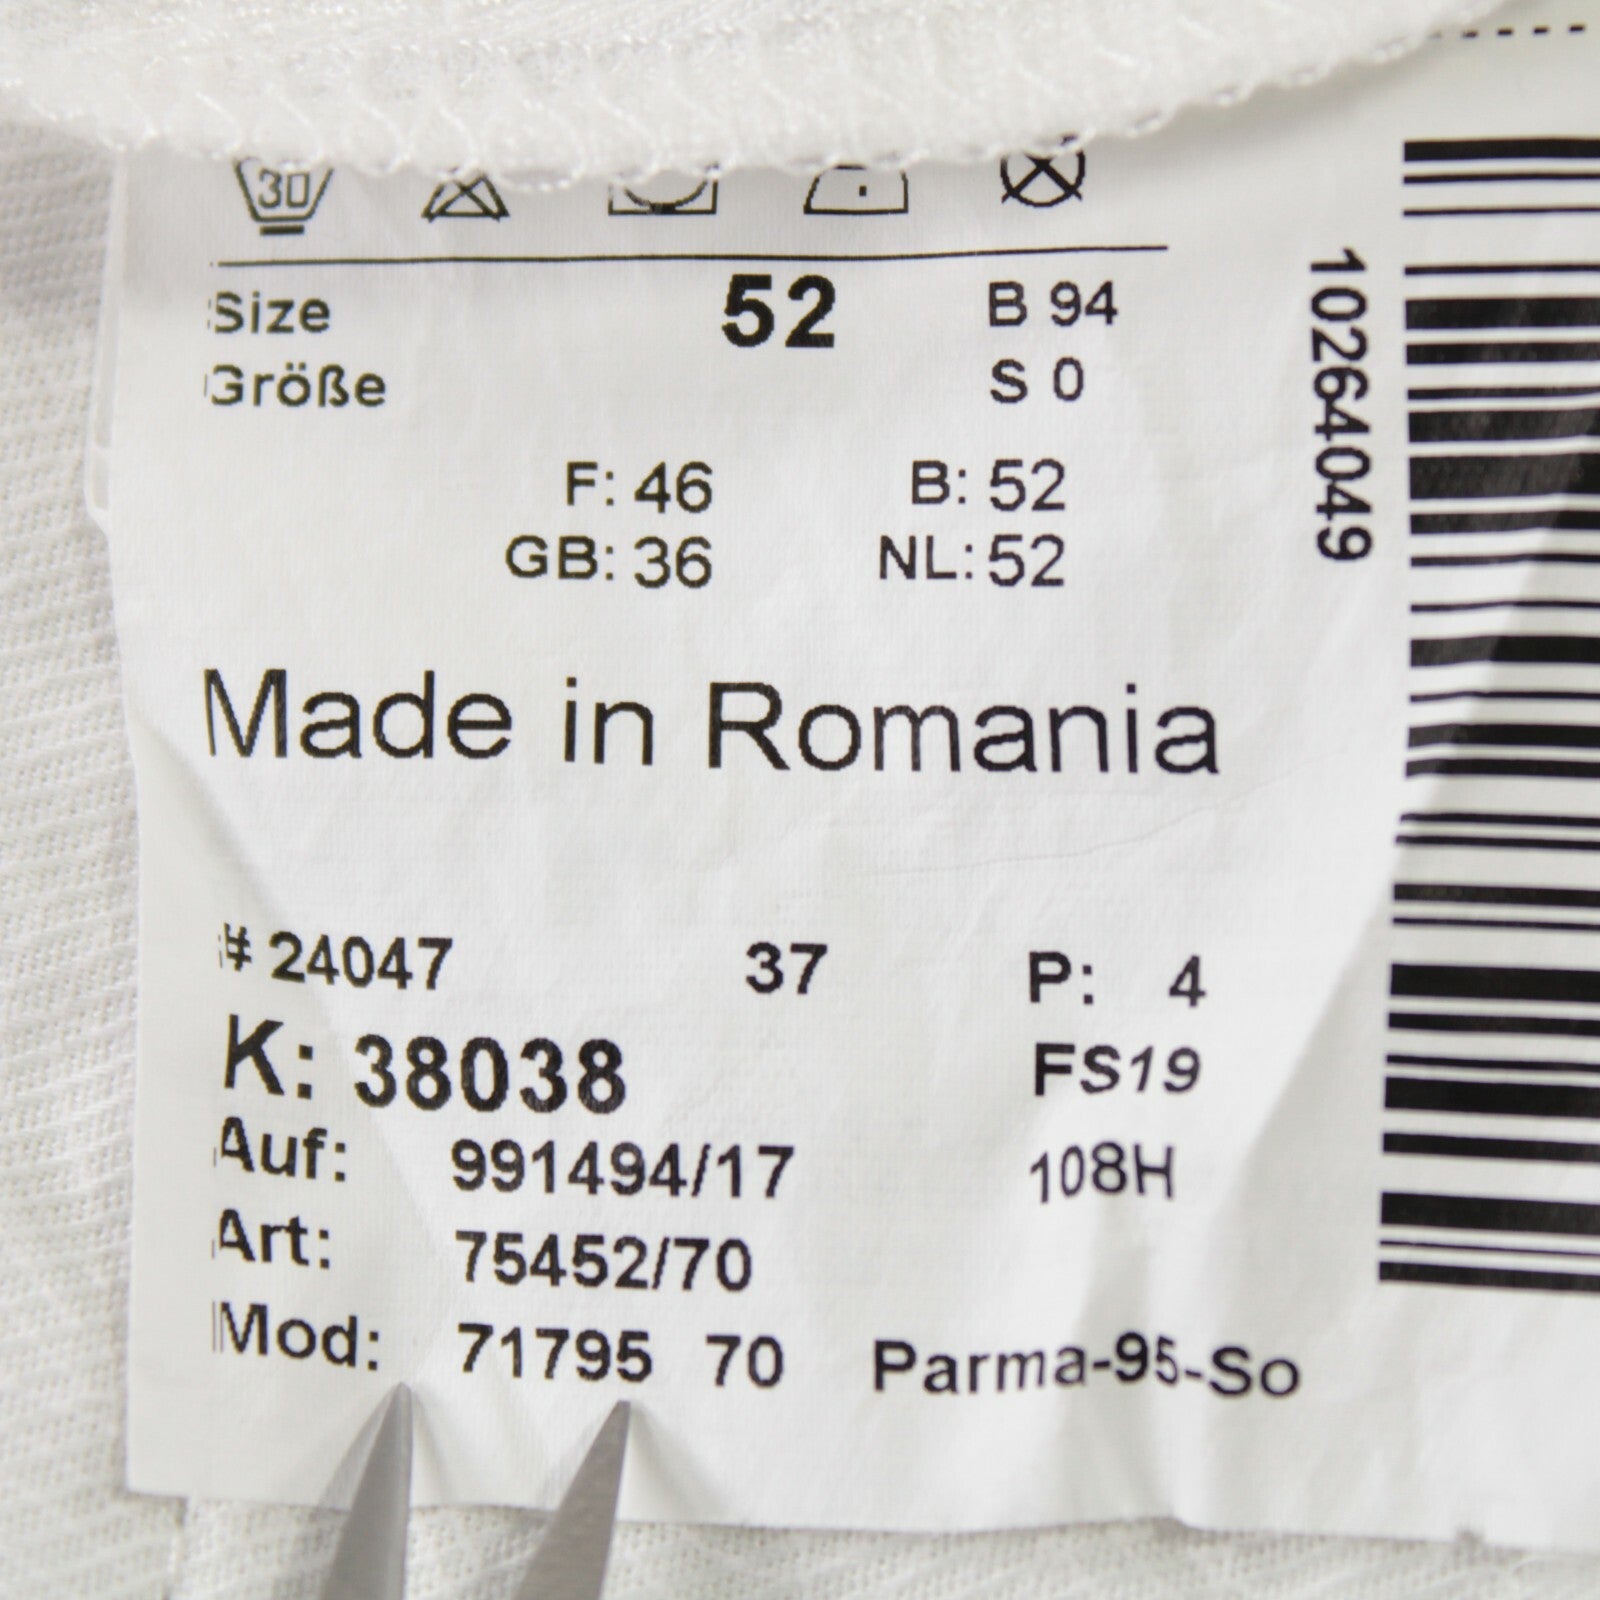 30
Size 52 B 94
Größe S 0
F: 46 B: 52
GB: 36 NL: 52
Made in Romania
# 24047 37 P: 4
K: 38038 FS19
Auf: 991494/17 108H
Art: 75452/70
Mod: 71795 70 Parma-95-So
10264049